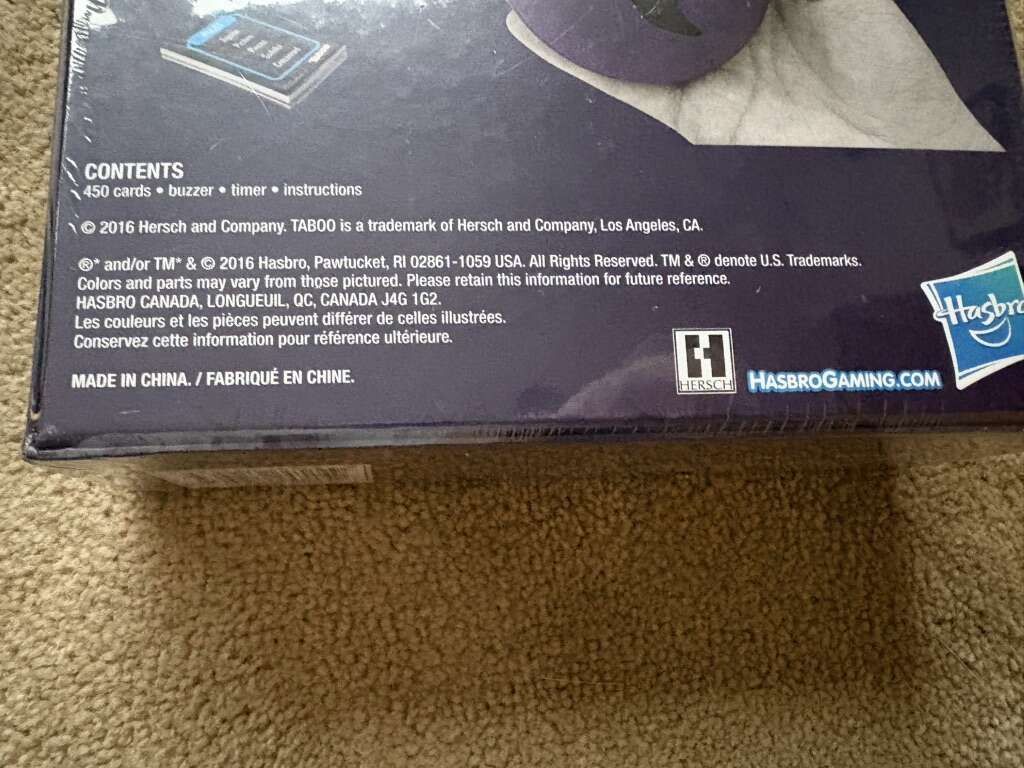 CONTENTS
450 cards • buzzer • timer • instructions
© 2016 Hersch and Company. TABOO is a trademark of Hersch and Company, Los Angeles, CA.
®* and/or TM* & © 2016 Hasbro, Pawtucket, RI 02861-1059 USA. All Rights Reserved. TM & ® denote U.S. Trademarks.
Colors and parts may vary from those pictured. Please retain this information for future reference.
HASBRO CANADA, LONGUEUIL, QC, CANADA J4G 1G2.
Les couleurs et les pièces peuvent différer de celles illustrées.
Conservez cette information pour référence ultérieure.
MADE IN CHINA. / FABRIQUÉ EN CHINE.
H
HERSCH
HASBROGAMING.COM
Hasbro